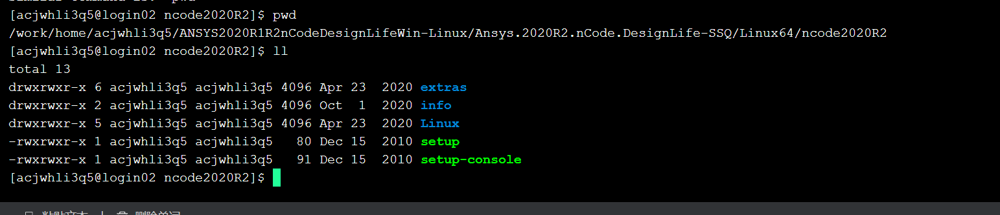 [acjwhli3q5@login02 ncode2020R2]$ pwd
/work/home/acjwhli3q5/ANSYS2020R1R2nCodeDesignLifeWin-Linux/Ansys.2020R2.nCode.DesignLife-SSQ/Linux64/ncode2020R2
[acjwhli3q5@login02 ncode2020R2]$ ll
total 13
drwxrwxr-x 6 acjwhli3q5 acjwhli3q5 4096 Apr 23  2020 extras
drwxrwxr-x 2 acjwhli3q5 acjwhli3q5 4096 Oct  1  2020 info
drwxrwxr-x 5 acjwhli3q5 acjwhli3q5 4096 Apr 23  2020 Linux
-rwxrwxr-x 1 acjwhli3q5 acjwhli3q5   80 Dec 15  2010 setup
-rwxrwxr-x 1 acjwhli3q5 acjwhli3q5   91 Dec 15  2010 setup-console
[acjwhli3q5@login02 ncode2020R2]$